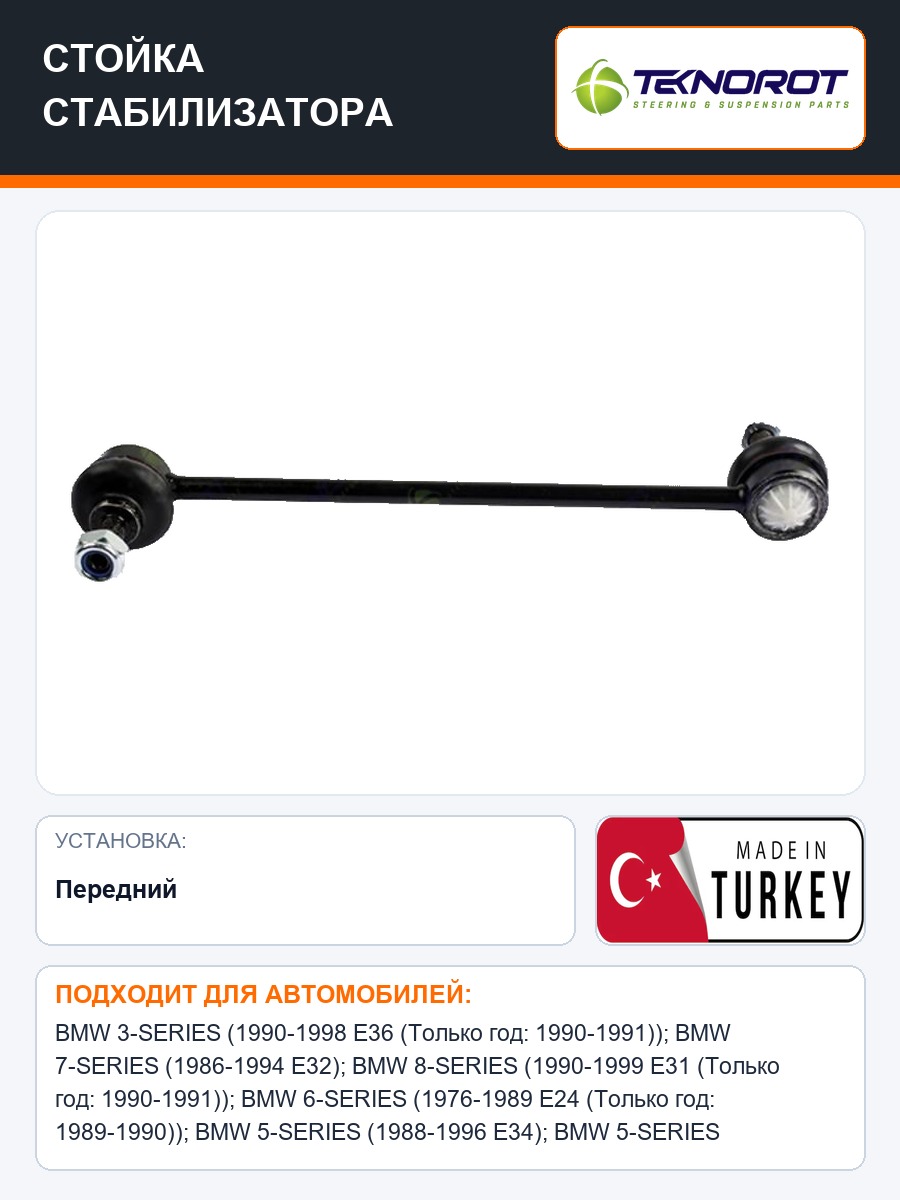 СТОЙКА
СТАБИЛИЗАТОРА
TEKNOROT
STEERING & SUSPENSION PARTS
УСТАНОВКА:
Передний
MADE IN
TURKEY
ПОДХОДИТ ДЛЯ АВТОМОБИЛЕЙ:
BMW 3-SERIES (1990-1998 E36 (Только год: 1990-1991)); BMW
7-SERIES (1986-1994 E32); BMW 8-SERIES (1990-1999 E31 (Только
год: 1990-1991)); BMW 6-SERIES (1976-1989 E24 (Только год:
1989-1990)); BMW 5-SERIES (1988-1996 E34); BMW 5-SERIES